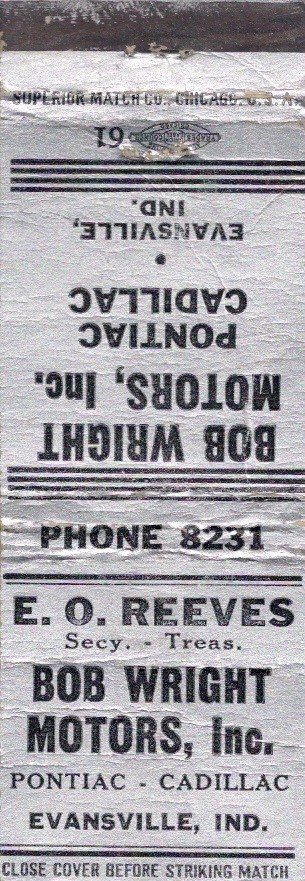 SUPERIOR MATCH CO., CHICAGO, U.S.A.
61
BOB WRIGHT
MOTORS, Inc.
PONTIAC
CADILLAC
•
EVANSVILLE,
IND.
PHONE 8231
E. O. REEVES
Secy. - Treas.
BOB WRIGHT
MOTORS, Inc.
PONTIAC - CADILLAC
EVANSVILLE, IND.
CLOSE COVER BEFORE STRIKING MATCH